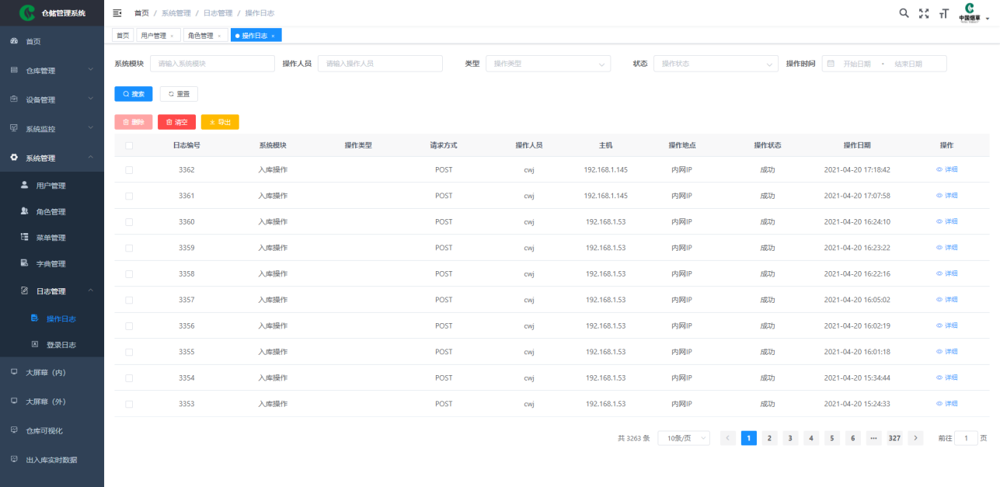 仓储管理系统
首页
仓库管理
设备管理
系统监控
系统管理
用户管理
角色管理
菜单管理
字典管理
日志管理
操作日志
登录日志
大屏幕（内）
大屏幕（外）
仓库可视化
出入库实时数据
首页 / 系统管理 / 日志管理 / 操作日志
中国烟草
首页 用户管理 × 角色管理 × 操作日志 ×
系统模块 请输入系统模块 操作人员 请输入操作人员 类型 操作类型 状态 操作状态 操作时间 开始日期 - 结束日期
搜索 重置
删除 清空 导出
日志编号 系统模块 操作类型 请求方式 操作人员 主机 操作地点 操作状态 操作日期 操作
3362 入库操作 POST cwj 192.168.1.145 内网IP 成功 2021-04-20 17:18:42 详细
3361 入库操作 POST cwj 192.168.1.145 内网IP 成功 2021-04-20 17:07:58 详细
3360 入库操作 POST cwj 192.168.1.53 内网IP 成功 2021-04-20 16:24:10 详细
3359 入库操作 POST cwj 192.168.1.53 内网IP 成功 2021-04-20 16:23:22 详细
3358 入库操作 POST cwj 192.168.1.53 内网IP 成功 2021-04-20 16:22:16 详细
3357 入库操作 POST cwj 192.168.1.53 内网IP 成功 2021-04-20 16:05:02 详细
3356 入库操作 POST cwj 192.168.1.53 内网IP 成功 2021-04-20 16:02:19 详细
3355 入库操作 POST cwj 192.168.1.53 内网IP 成功 2021-04-20 16:01:18 详细
3354 入库操作 POST cwj 192.168.1.53 内网IP 成功 2021-04-20 15:34:44 详细
3353 入库操作 POST cwj 192.168.1.53 内网IP 成功 2021-04-20 15:24:33 详细
共 3263 条 10条/页 < 1 2 3 4 5 6 ··· 327 > 前往 1 页